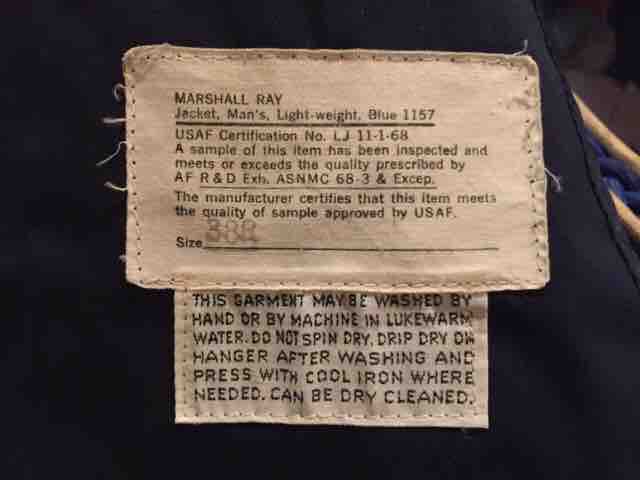 MARSHALL RAY
Jacket, Man's, Light-weight, Blue 1157
USAF Certification No. LJ 11-1-68
A sample of this item has been inspected and
meets or exceeds the quality prescribed by
AF R & D Exh. ASNMC 68-3 & Excep.
The manufacturer certifies that this item meets
the quality of sample approved by USAF.
Size 38R
THIS GARMENT MAY BE WASHED BY
HAND OR BY MACHINE IN LUKEWARM
WATER. DO NOT SPIN DRY. DRIP DRY ON
HANGER AFTER WASHING AND
PRESS WITH COOL IRON WHERE
NEEDED. CAN BE DRY CLEANED.